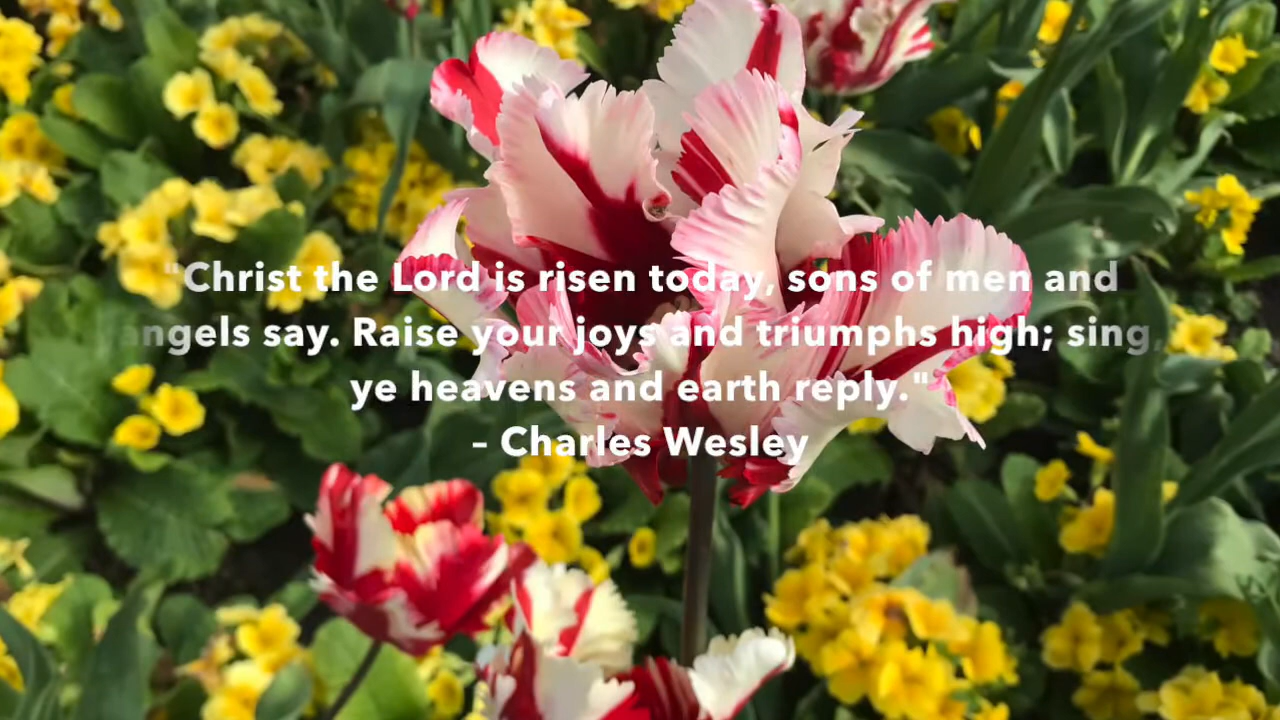 "Christ the Lord is risen today, sons of men and
angels say. Raise your joys and triumphs high; sing,
ye heavens and earth reply."
– Charles Wesley